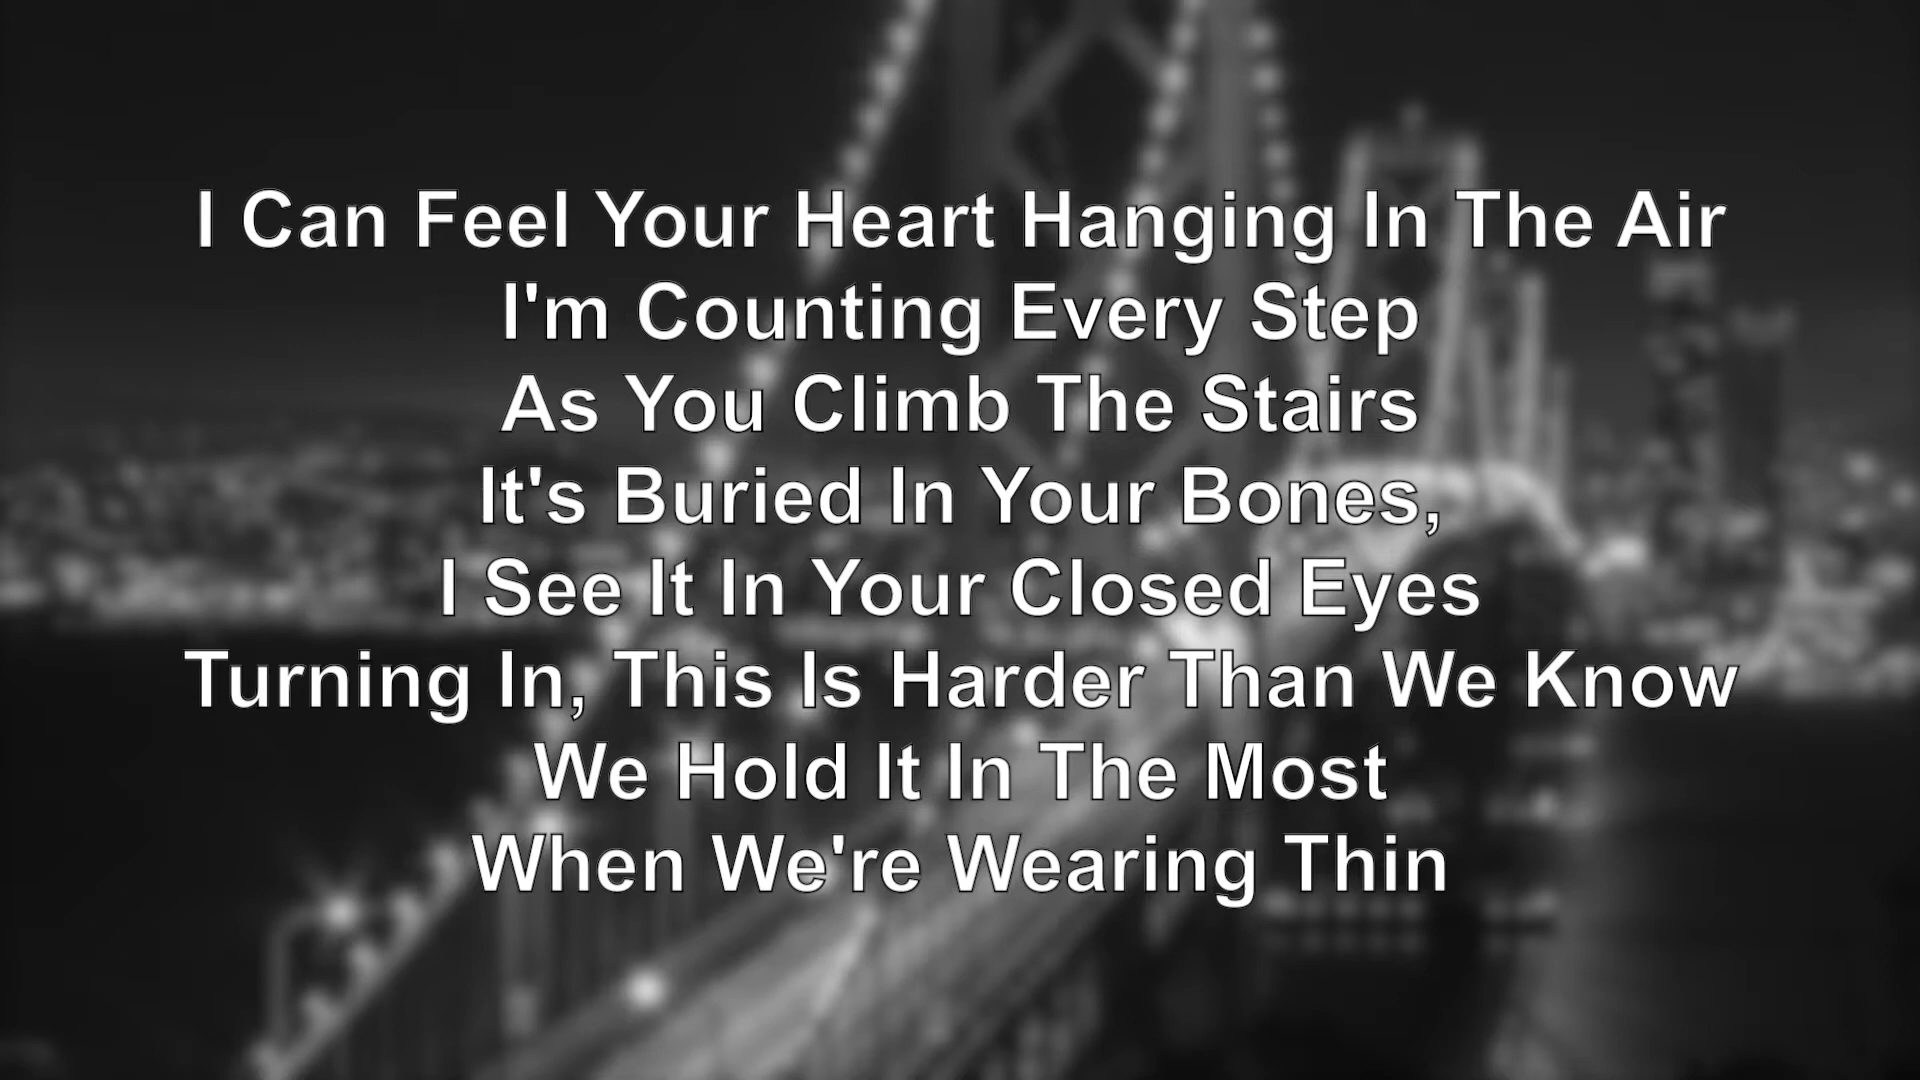 I Can Feel Your Heart Hanging In The Air
I'm Counting Every Step
As You Climb The Stairs
It's Buried In Your Bones,
I See It In Your Closed Eyes
Turning In, This Is Harder Than We Know
We Hold It In The Most
When We're Wearing Thin